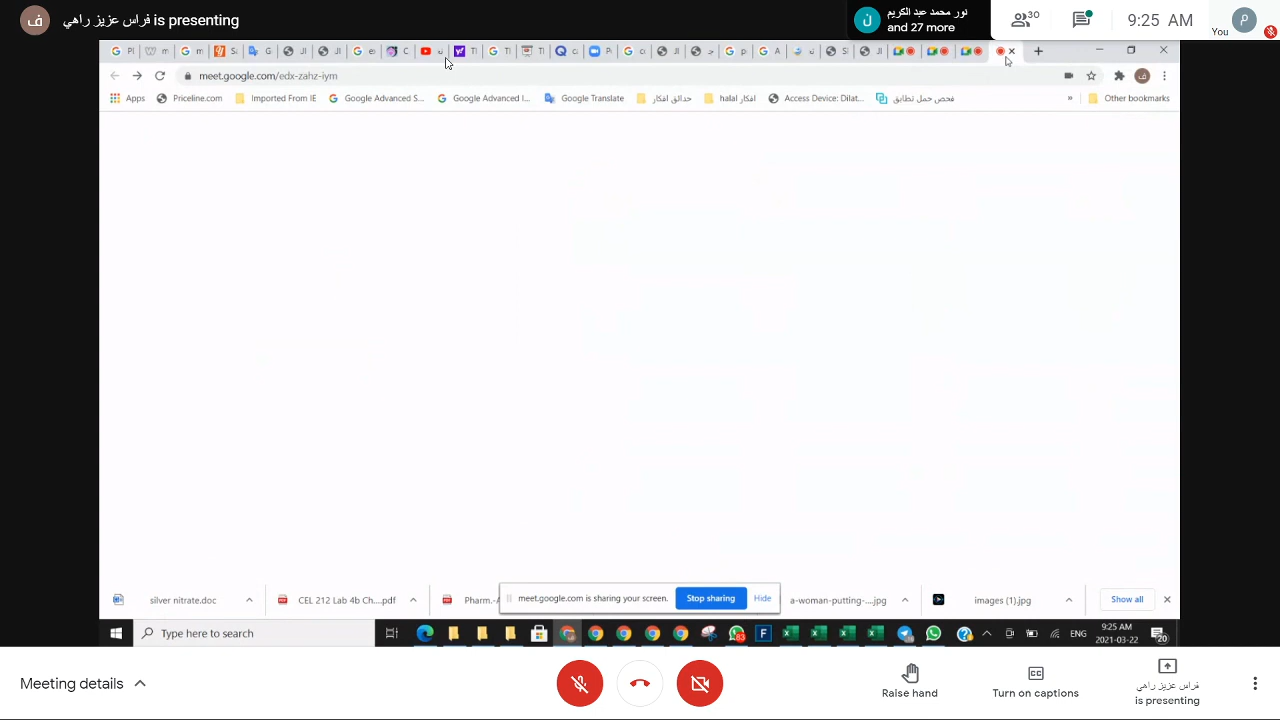 ف
فراس عزيز راهي is presenting
ن
نور محمد عبد الكريم
and 27 more
30
9:25 AM
You
م
meet.google.com/edx-zahz-iym
Apps
Priceline.com
Imported From IE
Google Advanced S...
Google Advanced I...
Google Translate
حدائق افكار
افكار halal
Access Device: Dilat...
فحص حمل تطابق
»
Other bookmarks
silver nitrate.doc
CEL 212 Lab 4b Ch....pdf
Pharm.-
meet.google.com is sharing your screen.
Stop sharing
Hide
a-woman-putting-....jpg
images (1).jpg
Show all
Type here to search
83
ENG
9:25 AM
2021-03-22
20
Meeting details
Raise hand
Turn on captions
فراس عزيز راهي
is presenting